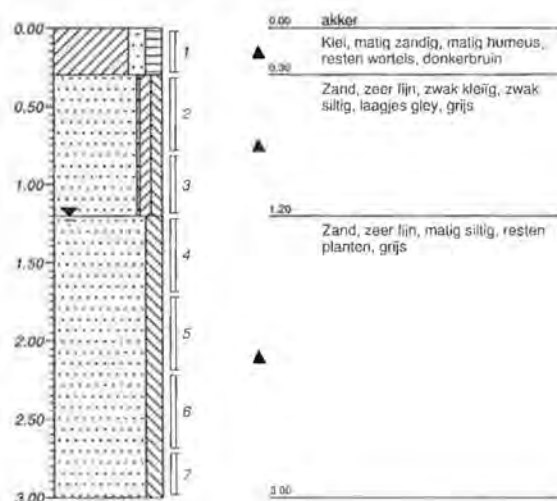 0.00
0.50
1.00
1.50
2.00
2.50
3.00
1
2
3
4
5
6
7
0.00 akker
Klei, matig zandig, matig humeus,
resten wortels, donkerbruin
0.30
Zand, zeer fijn, zwak kleiïg, zwak
siltig, laagjes gley, grijs
1.20
Zand, zeer fijn, matig siltig, resten
planten, grijs
3.00